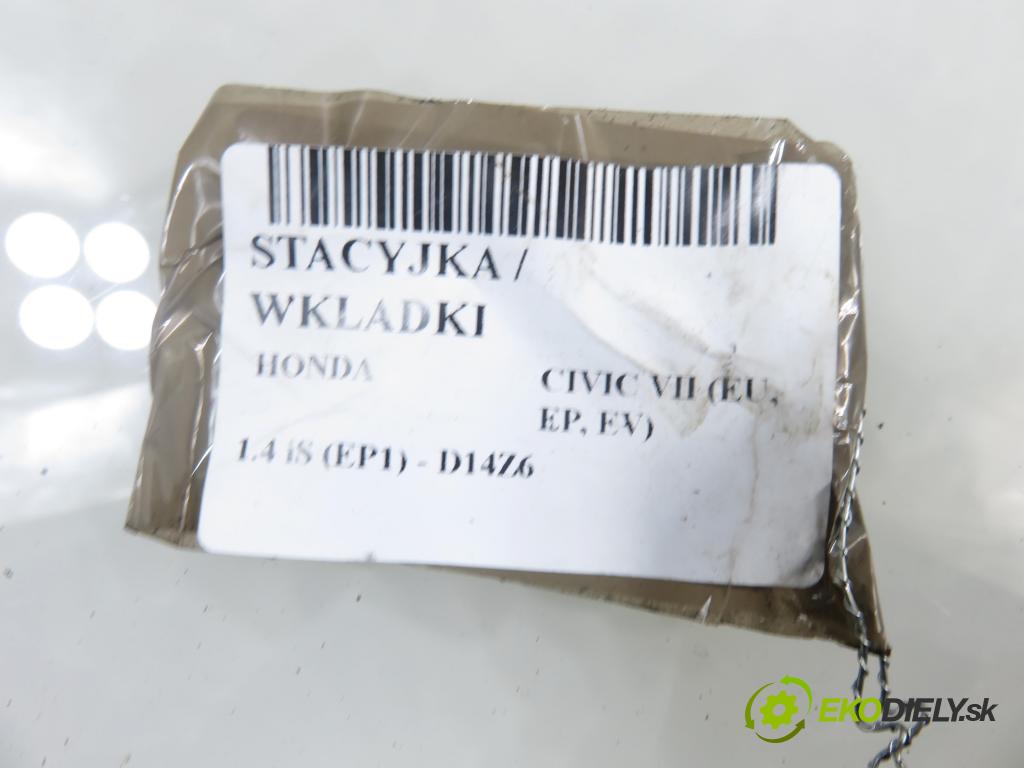 STACYJKA /
WKLADKI
HONDA
CIVIC VII (EU,
EP, EV)
1.4 iS (EP1) - D14Z6
EKODIELY.sk